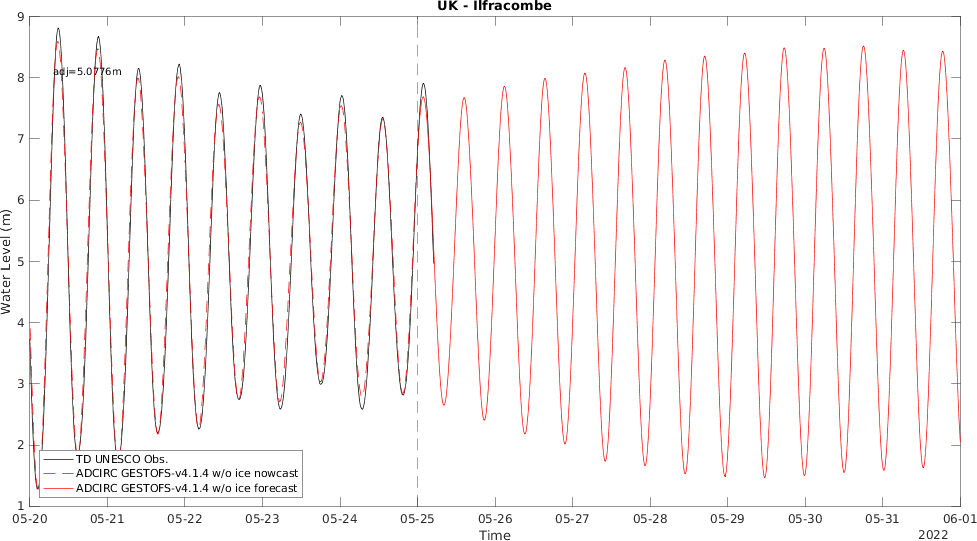 UK - Ilfracombe
9
8
7
6
5
4
3
2
1
Water Level (m)
adj=5.0776m
TD UNESCO Obs.
ADCIRC GESTOFS-v4.1.4 w/o ice nowcast
ADCIRC GESTOFS-v4.1.4 w/o ice forecast
05-20 05-21 05-22 05-23 05-24 05-25 05-26 05-27 05-28 05-29 05-30 05-31 06-01
Time
2022